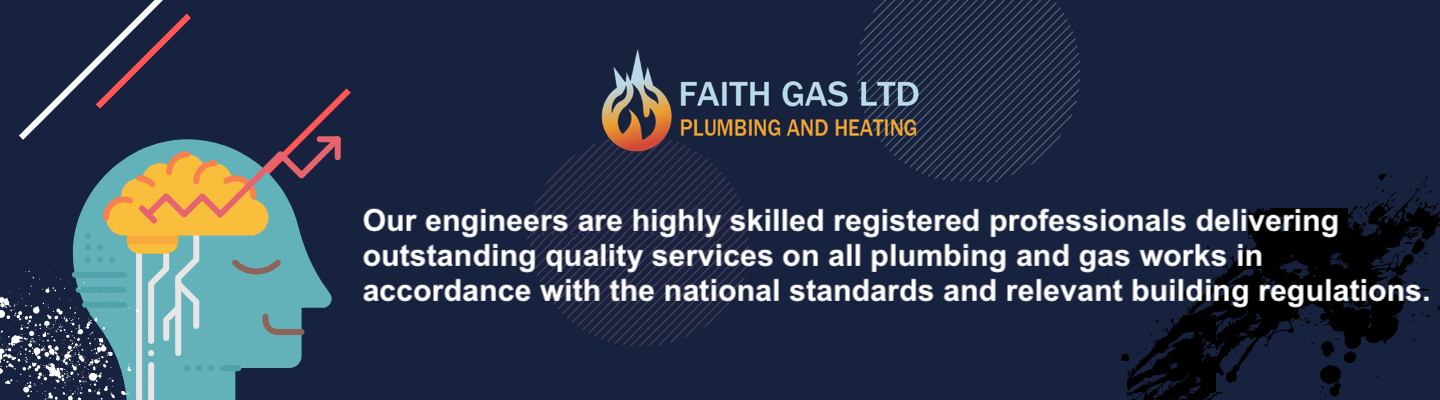 FAITH GAS LTD
PLUMBING AND HEATING
Our engineers are highly skilled registered professionals delivering
outstanding quality services on all plumbing and gas works in
accordance with the national standards and relevant building regulations.